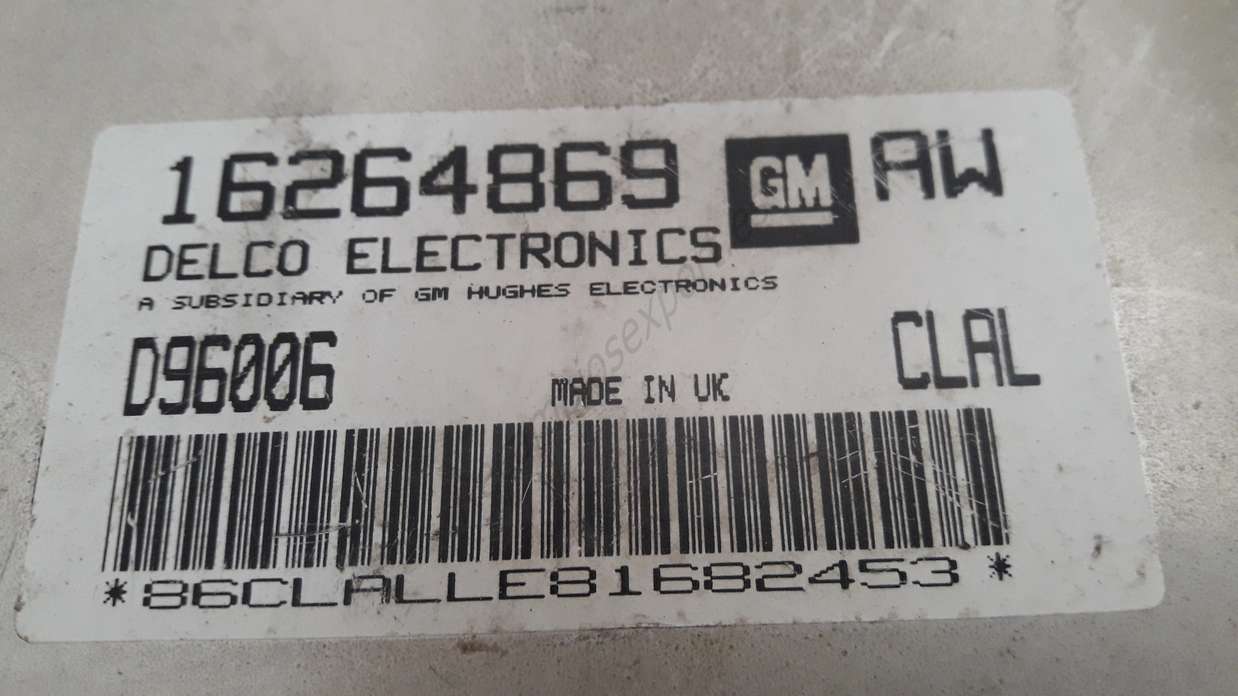 16264869 GM AW
DELCO ELECTRONICS
A SUBSIDIARY OF GM HUGHES ELECTRONICS
D96006 MADE IN UK CLAL
*86CLALLE81682453*